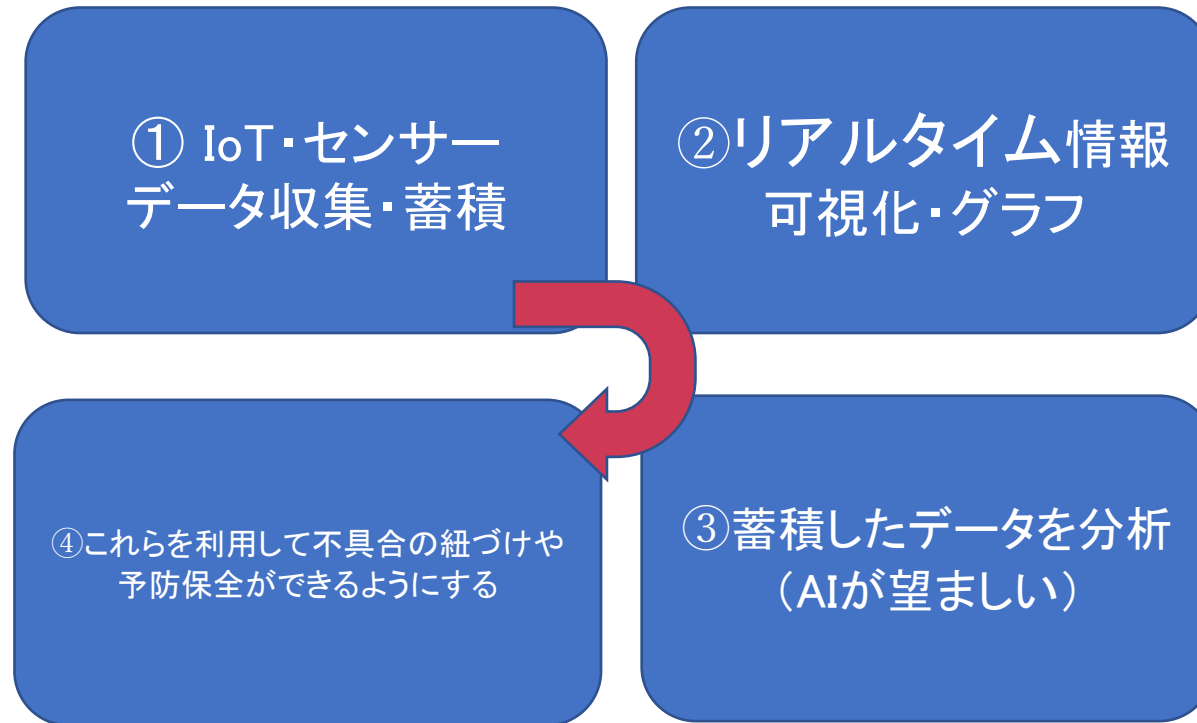 ① IoT・センサー
データ収集・蓄積
②リアルタイム情報
可視化・グラフ
③蓄積したデータを分析
（AIが望ましい）
④これらを利用して不具合の紐づけや
予防保全ができるようにする